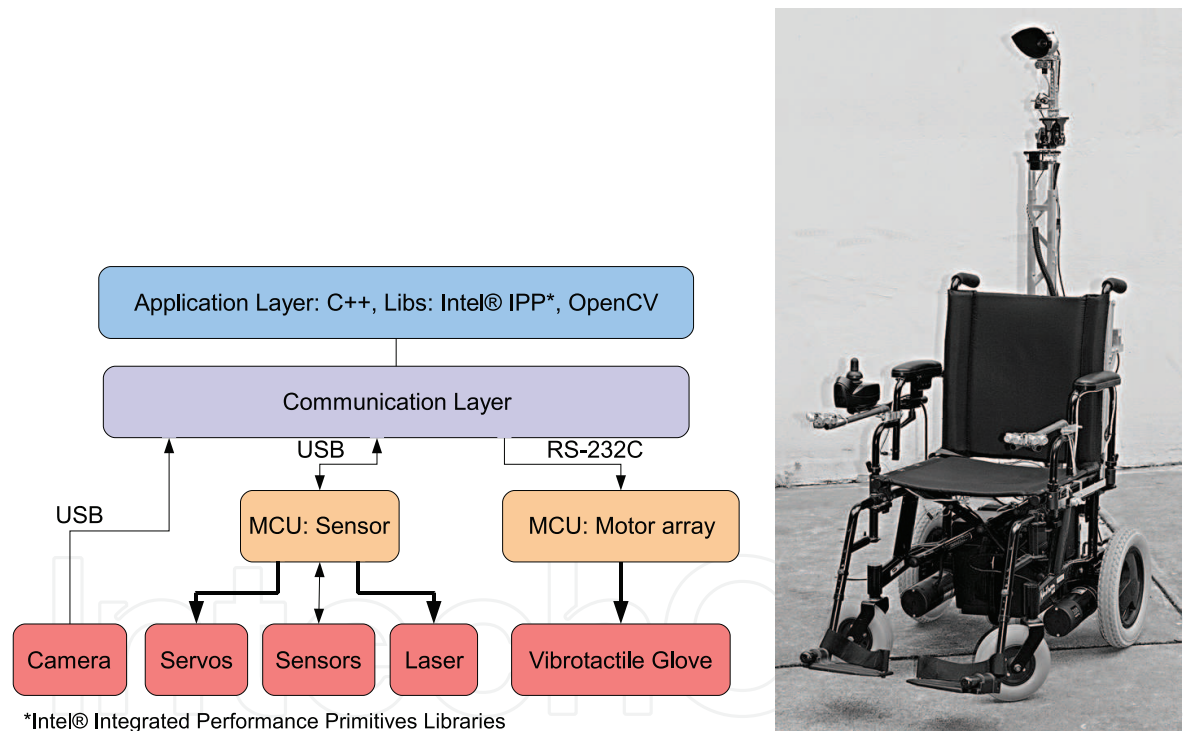 Application Layer: C++, Libs: Intel® IPP*, OpenCV
Communication Layer
USB
RS-232C
USB
MCU: Sensor
MCU: Motor array
Camera
Servos
Sensors
Laser
Vibrotactile Glove
*Intel® Integrated Performance Primitives Libraries